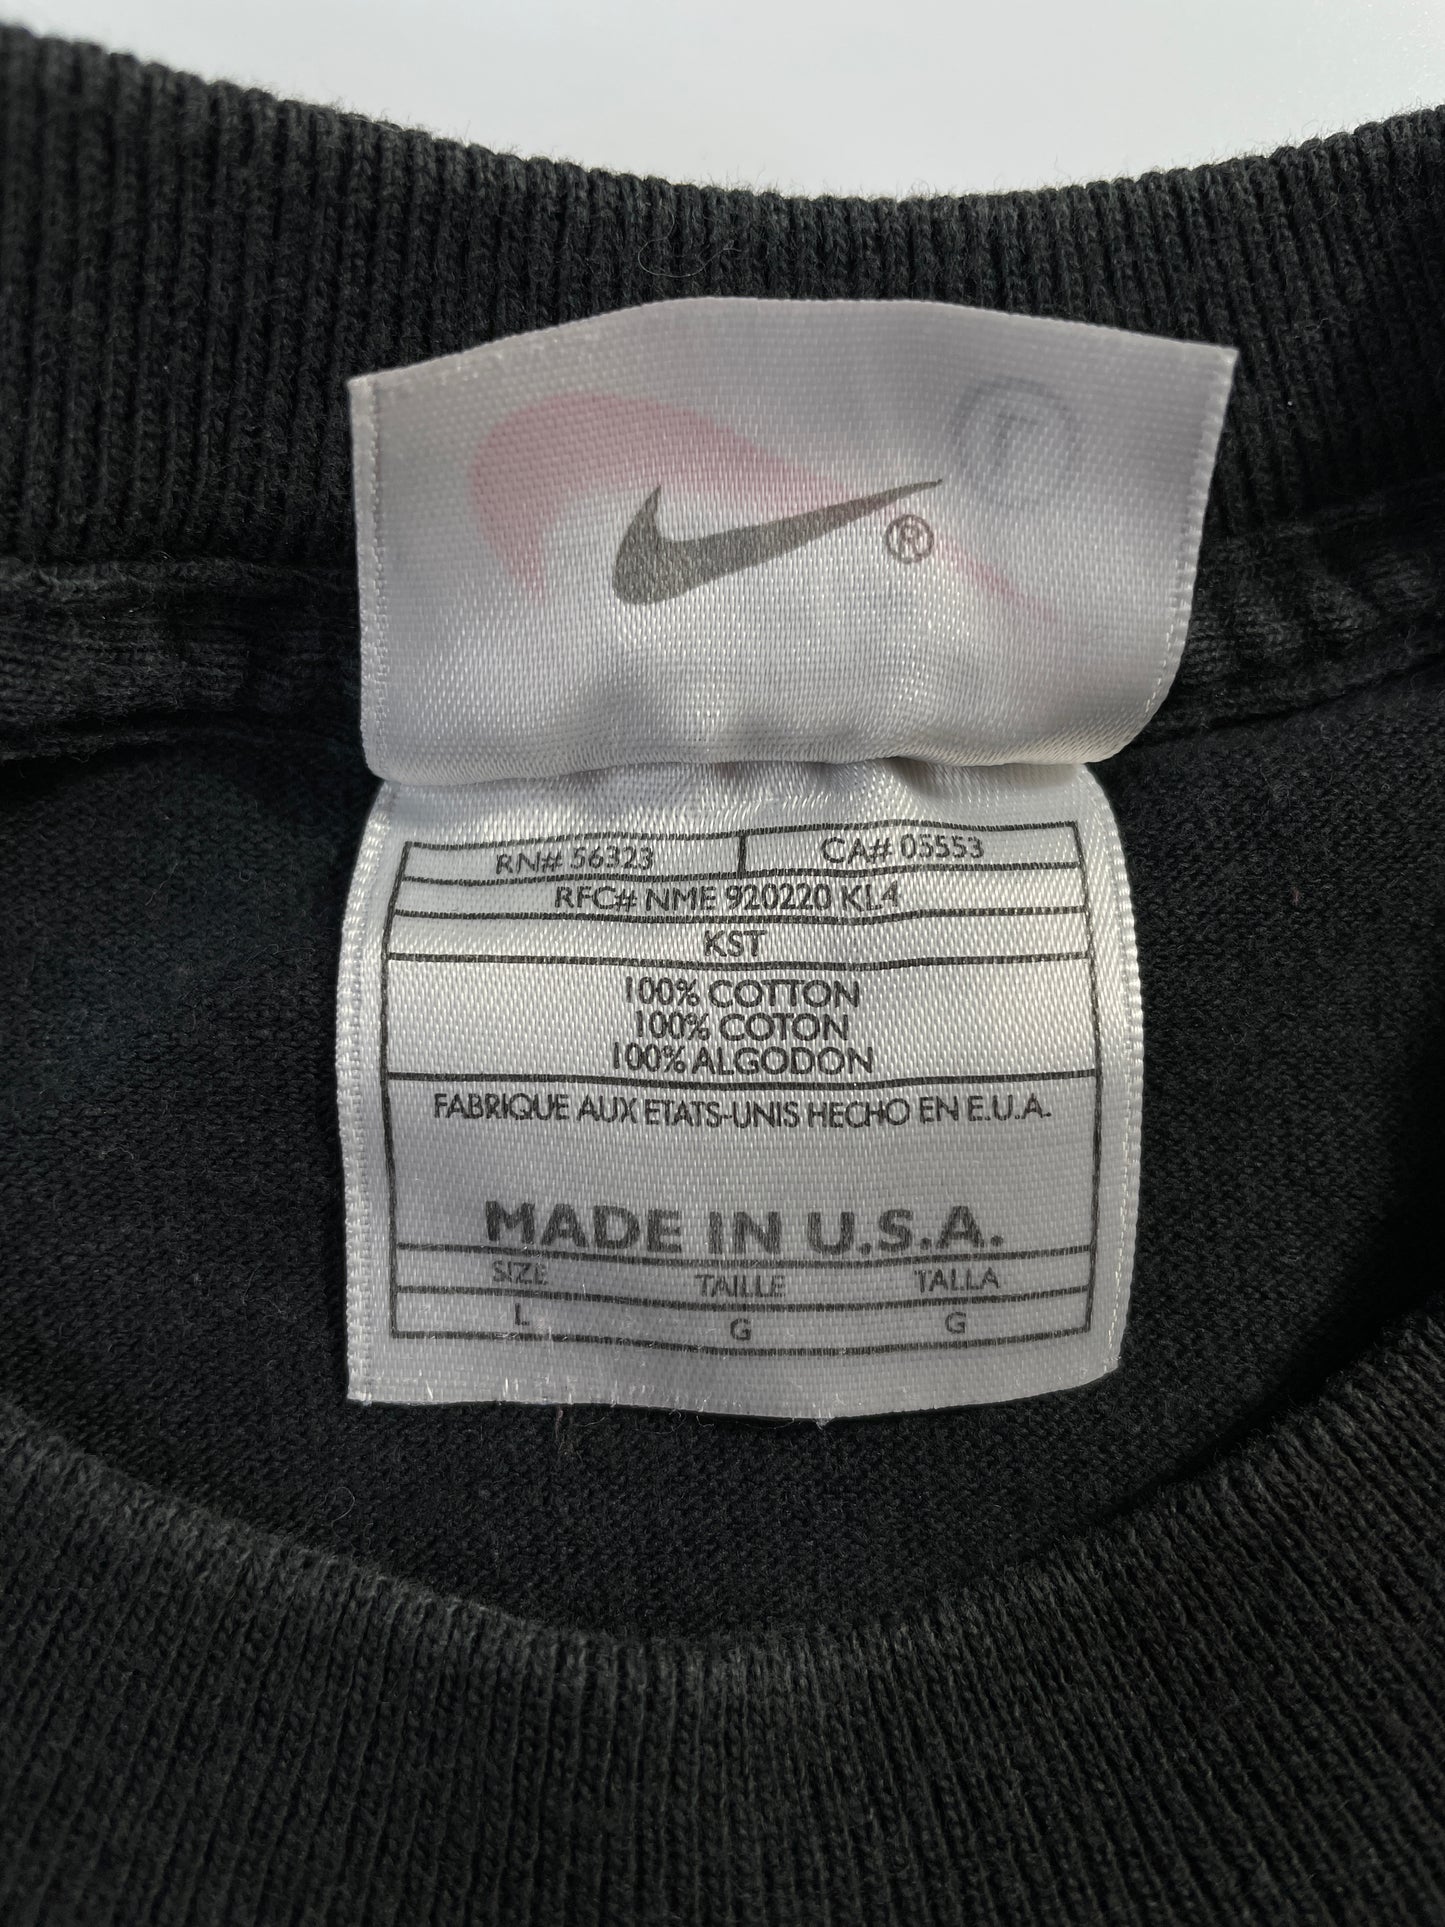 ®
RN# 56323 CA# 05553
RFC# NME 920220 KL4
KST
100% COTTON
100% COTON
100% ALGODON
FABRIQUE AUX ETATS-UNIS HECHO EN E.U.A.
MADE IN U.S.A.
SIZE TAILLE TALLA
L G G